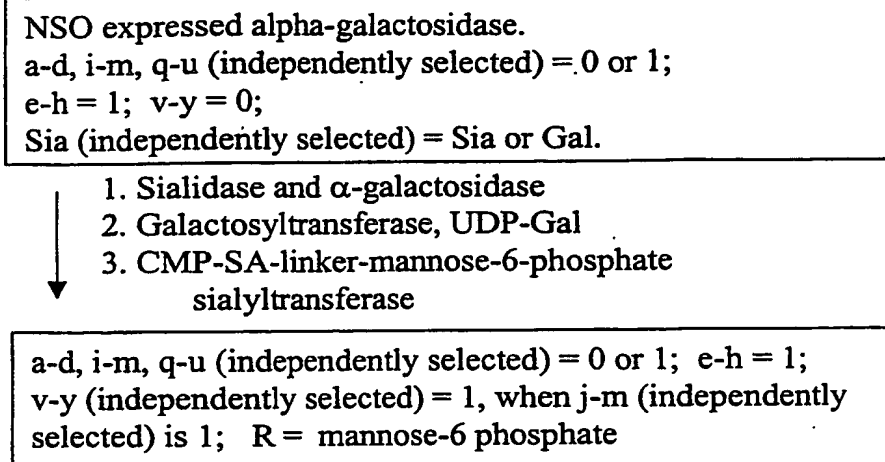 NSO expressed alpha-galactosidase.
a-d, i-m, q-u (independently selected) = 0 or 1;
e-h = 1; v-y = 0;
Sia (independently selected) = Sia or Gal.
1. Sialidase and α-galactosidase
2. Galactosyltransferase, UDP-Gal
3. CMP-SA-linker-mannose-6-phosphate
sialyltransferase
a-d, i-m, q-u (independently selected) = 0 or 1; e-h = 1;
v-y (independently selected) = 1, when j-m (independently
selected) is 1; R = mannose-6 phosphate